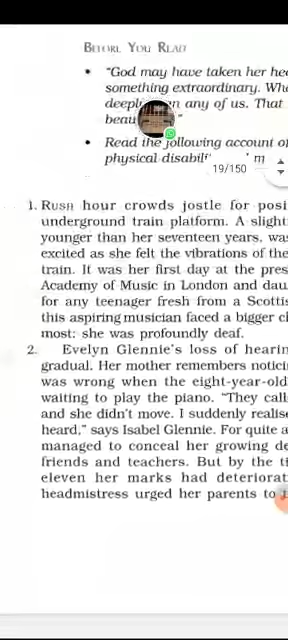 BEFORE YOU READ
• "God may have taken her hea
something extraordinary. Whe
deepl n any of us. That
beau "
• Read the following account of
physical disabili m
19/150
1. Rush hour crowds jostle for posi
underground train platform. A slight
younger than her seventeen years, was
excited as she felt the vibrations of the
train. It was her first day at the pres
Academy of Music in London and dau
for any teenager fresh from a Scottis
this aspiring musician faced a bigger c
most: she was profoundly deaf.
2. Evelyn Glennie's loss of hearin
gradual. Her mother remembers notici
was wrong when the eight-year-old
waiting to play the piano. "They call
and she didn't move. I suddenly realise
heard," says Isabel Glennie. For quite a
managed to conceal her growing de
friends and teachers. But by the ti
eleven her marks had deteriorat
headmistress urged her parents to